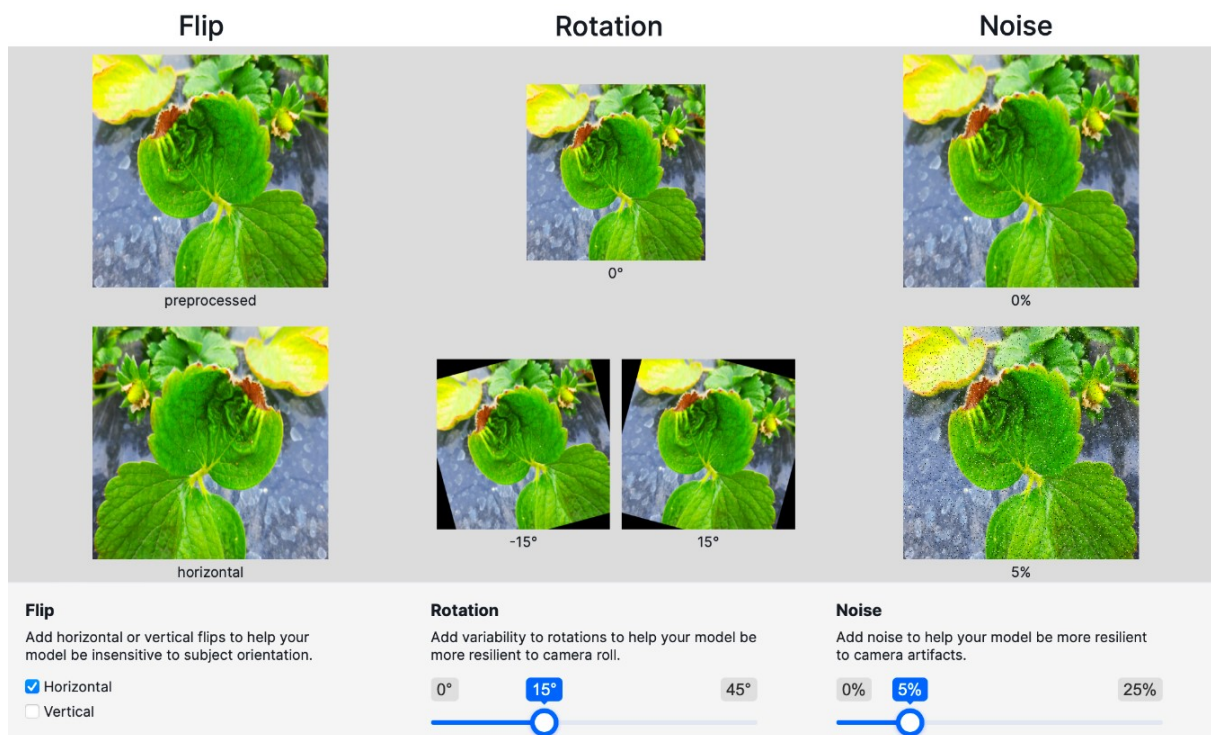 Flip
Rotation
Noise
preprocessed
0°
0%
horizontal
-15°
15°
5%
Flip
Add horizontal or vertical flips to help your
model be insensitive to subject orientation.
Horizontal
Vertical
Rotation
Add variability to rotations to help your model be
more resilient to camera roll.
0°
15°
45°
Noise
Add noise to help your model be more resilient
to camera artifacts.
0%
5%
25%